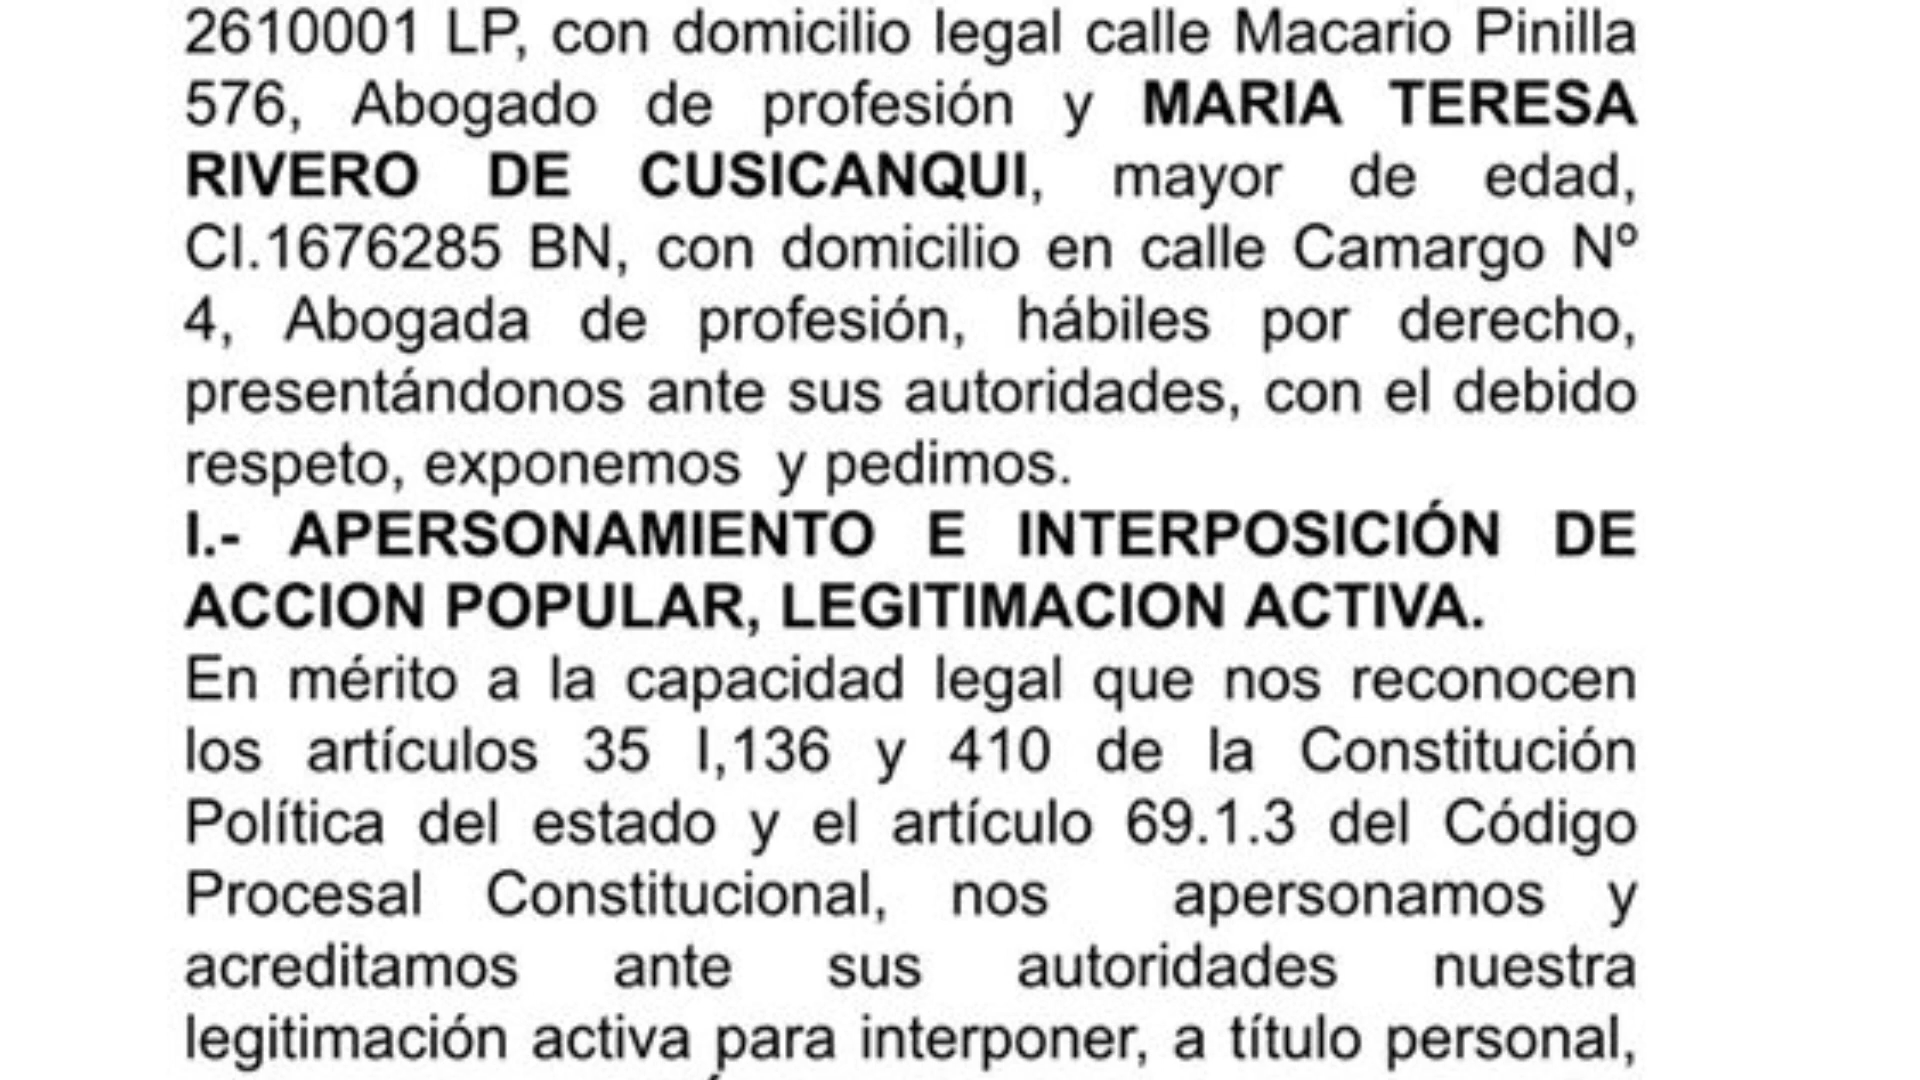 2610001 LP, con domicilio legal calle Macario Pinilla
576, Abogado de profesión y MARIA TERESA
RIVERO DE CUSICANQUI, mayor de edad,
CI.1676285 BN, con domicilio en calle Camargo Nº
4, Abogada de profesión, hábiles por derecho,
presentándonos ante sus autoridades, con el debido
respeto, exponemos  y pedimos.
I.- APERSONAMIENTO E INTERPOSICIÓN DE
ACCION POPULAR, LEGITIMACION ACTIVA.
En mérito a la capacidad legal que nos reconocen
los artículos 35 I,136 y 410 de la Constitución
Política del estado y el artículo 69.1.3 del Código
Procesal Constitucional, nos  apersonamos y
acreditamos ante sus autoridades nuestra
legitimación activa para interponer, a título personal,